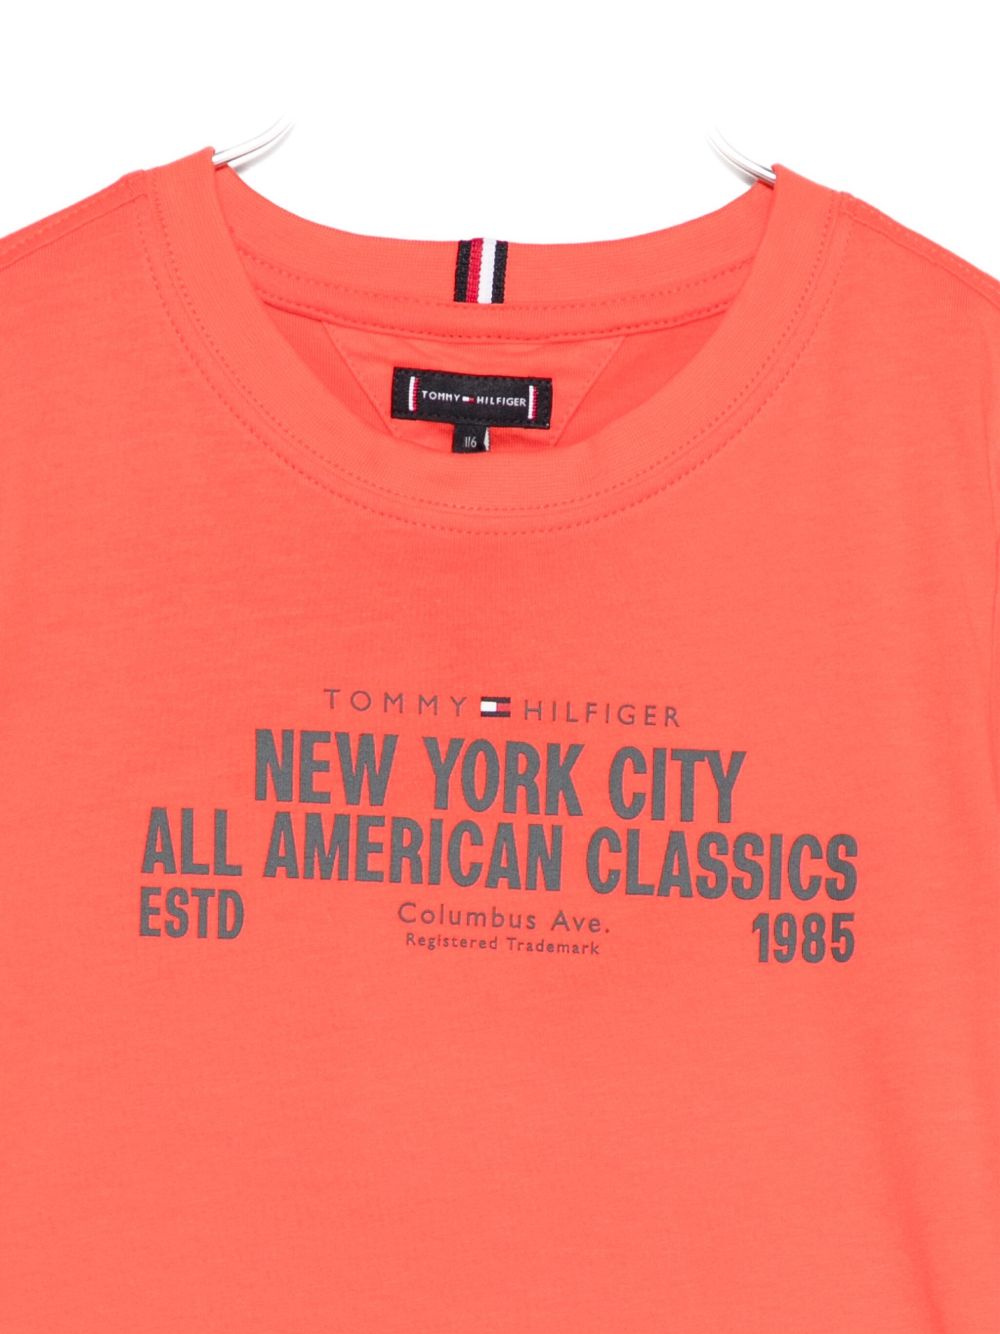 TOMMY HILFIGER
116
TOMMY HILFIGER
NEW YORK CITY
ALL AMERICAN CLASSICS
ESTD Columbus Ave. 1985
Registered Trademark